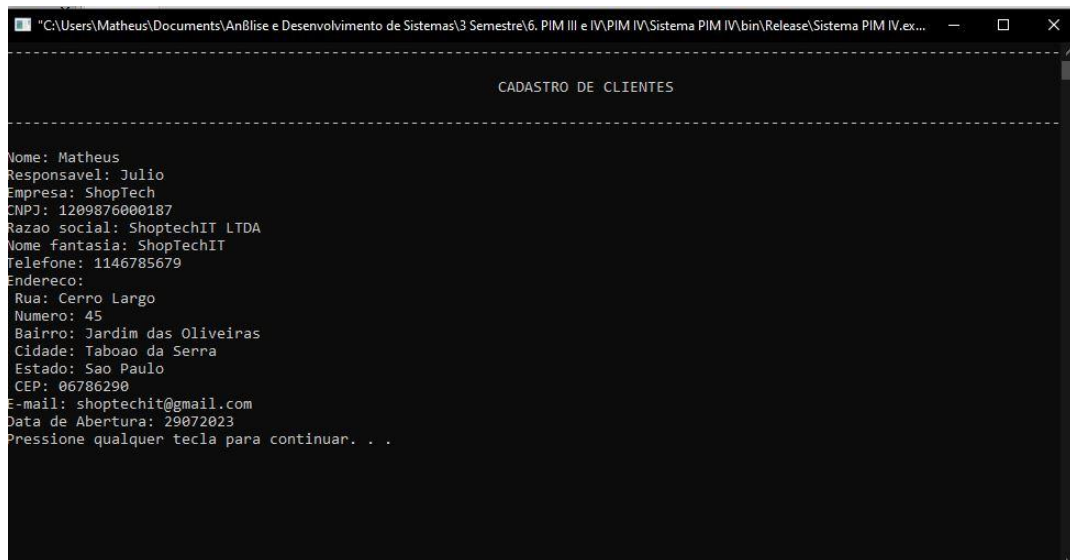 "C:\Users\Matheus\Documents\Anßlise e Desenvolvimento de Sistemas\3 Semestre\6. PIM III e IV\PIM IV\Sistema PIM IV\bin\Release\Sistema PIM IV.ex...
CADASTRO DE CLIENTES
Nome: Matheus
Responsavel: Julio
Empresa: ShopTech
CNPJ: 1209876000187
Razao social: ShoptechIT LTDA
Nome fantasia: ShopTechIT
Telefone: 1146785679
Endereco:
Rua: Cerro Largo
Numero: 45
Bairro: Jardim das Oliveiras
Cidade: Taboao da Serra
Estado: Sao Paulo
CEP: 06786290
E-mail: shoptechit@gmail.com
Data de Abertura: 29072023
Pressione qualquer tecla para continuar. . .